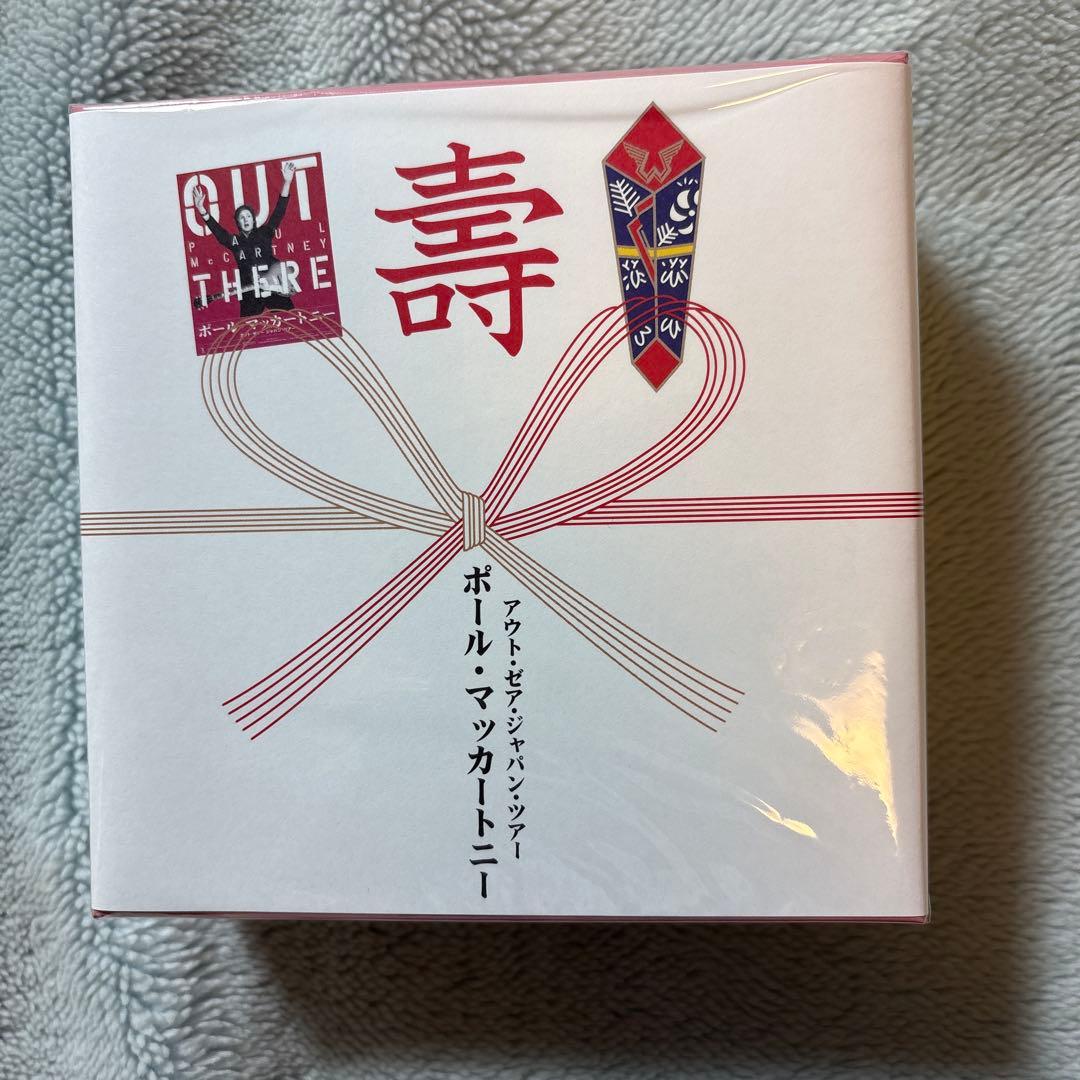 OUT
PAUL
McCARTNEY
THERE
ポール マッカートニー
壽
アウト・ゼア・ジャパン・ツアー
ポール・マッカートニー